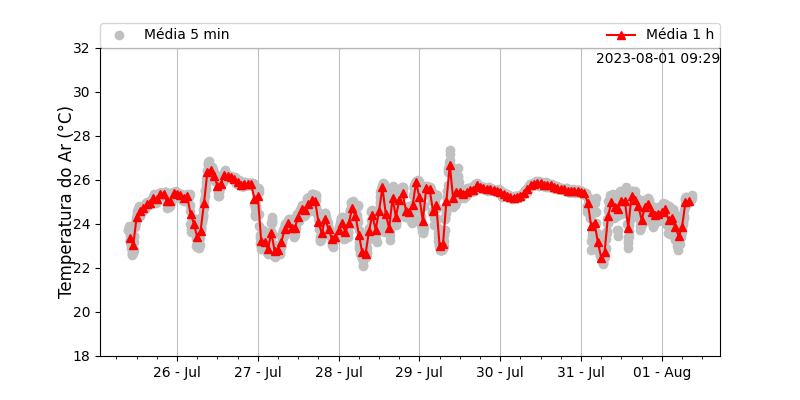 Média 5 min
Média 1 h
2023-08-01 09:29
Temperatura do Ar (°C)
32
30
28
26
24
22
20
18
26 - Jul
27 - Jul
28 - Jul
29 - Jul
30 - Jul
31 - Jul
01 - Aug